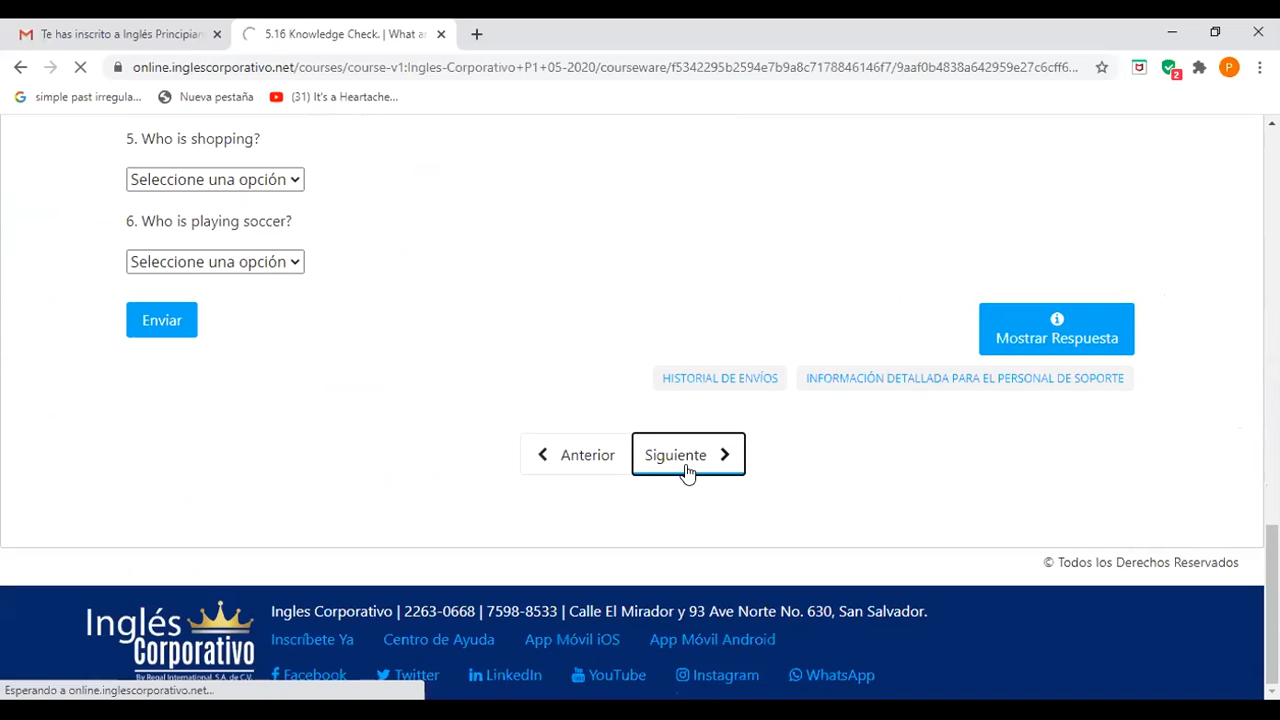 Te has inscrito a Inglés Principian
5.16 Knowledge Check. | What a
online.inglescorporativo.net/courses/course-v1:Ingles-Corporativo+P1+05-2020/courseware/f5342295b2594e7b9a8c7178846146f7/9aaf0b4838a642959e27c6cff6...
2
P
simple past irregula...
Nueva pestaña
(31) It's a Heartache...
5. Who is shopping?
Seleccione una opción
6. Who is playing soccer?
Seleccione una opción
Enviar
Mostrar Respuesta
HISTORIAL DE ENVÍOS
INFORMACIÓN DETALLADA PARA EL PERSONAL DE SOPORTE
Anterior
Siguiente
© Todos los Derechos Reservados
Inglés
Corporativo
By Regal International S.A. de C.V.
Ingles Corporativo | 2263-0668 | 7598-8533 | Calle El Mirador y 93 Ave Norte No. 630, San Salvador.
Inscríbete Ya
Centro de Ayuda
App Móvil iOS
App Móvil Android
Facebook
Twitter
LinkedIn
YouTube
Instagram
WhatsApp
Esperando a online.inglescorporativo.net...